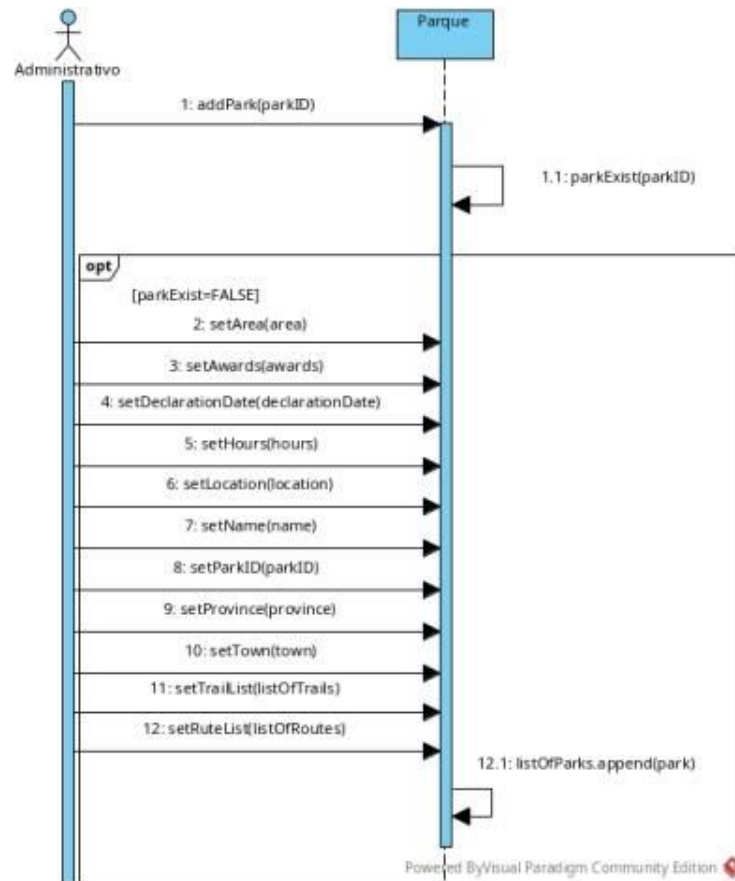 Parque
Administrativo
1: addPark(parkID)
1.1: parkExist(parkID)
opt
[parkExist=FALSE]
2: setArea(area)
3: setAwards(awards)
4: setDeclarationDate(declarationDate)
5: setHours(hours)
6: setLocation(location)
7: setName(name)
8: setParkID(parkID)
9: setProvince(province)
10: setTown(town)
11: setTrailList(listOfTrails)
12: setRuteList(listOfRoutes)
12.1: listOfParks.append(park)
Powered ByVisual Paradigm Community Edition